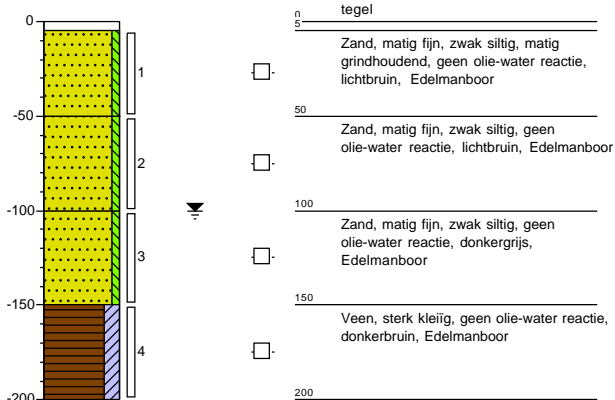 0
-50
-100
-150
-200
1
2
3
4
0
tegel
5
Zand, matig fijn, zwak siltig, matig
grindhoudend, geen olie-water reactie,
lichtbruin, Edelmanboor
50
Zand, matig fijn, zwak siltig, geen
olie-water reactie, lichtbruin, Edelmanboor
100
Zand, matig fijn, zwak siltig, geen
olie-water reactie, donkergrijs,
Edelmanboor
150
Veen, sterk kleiïg, geen olie-water reactie,
donkerbruin, Edelmanboor
200